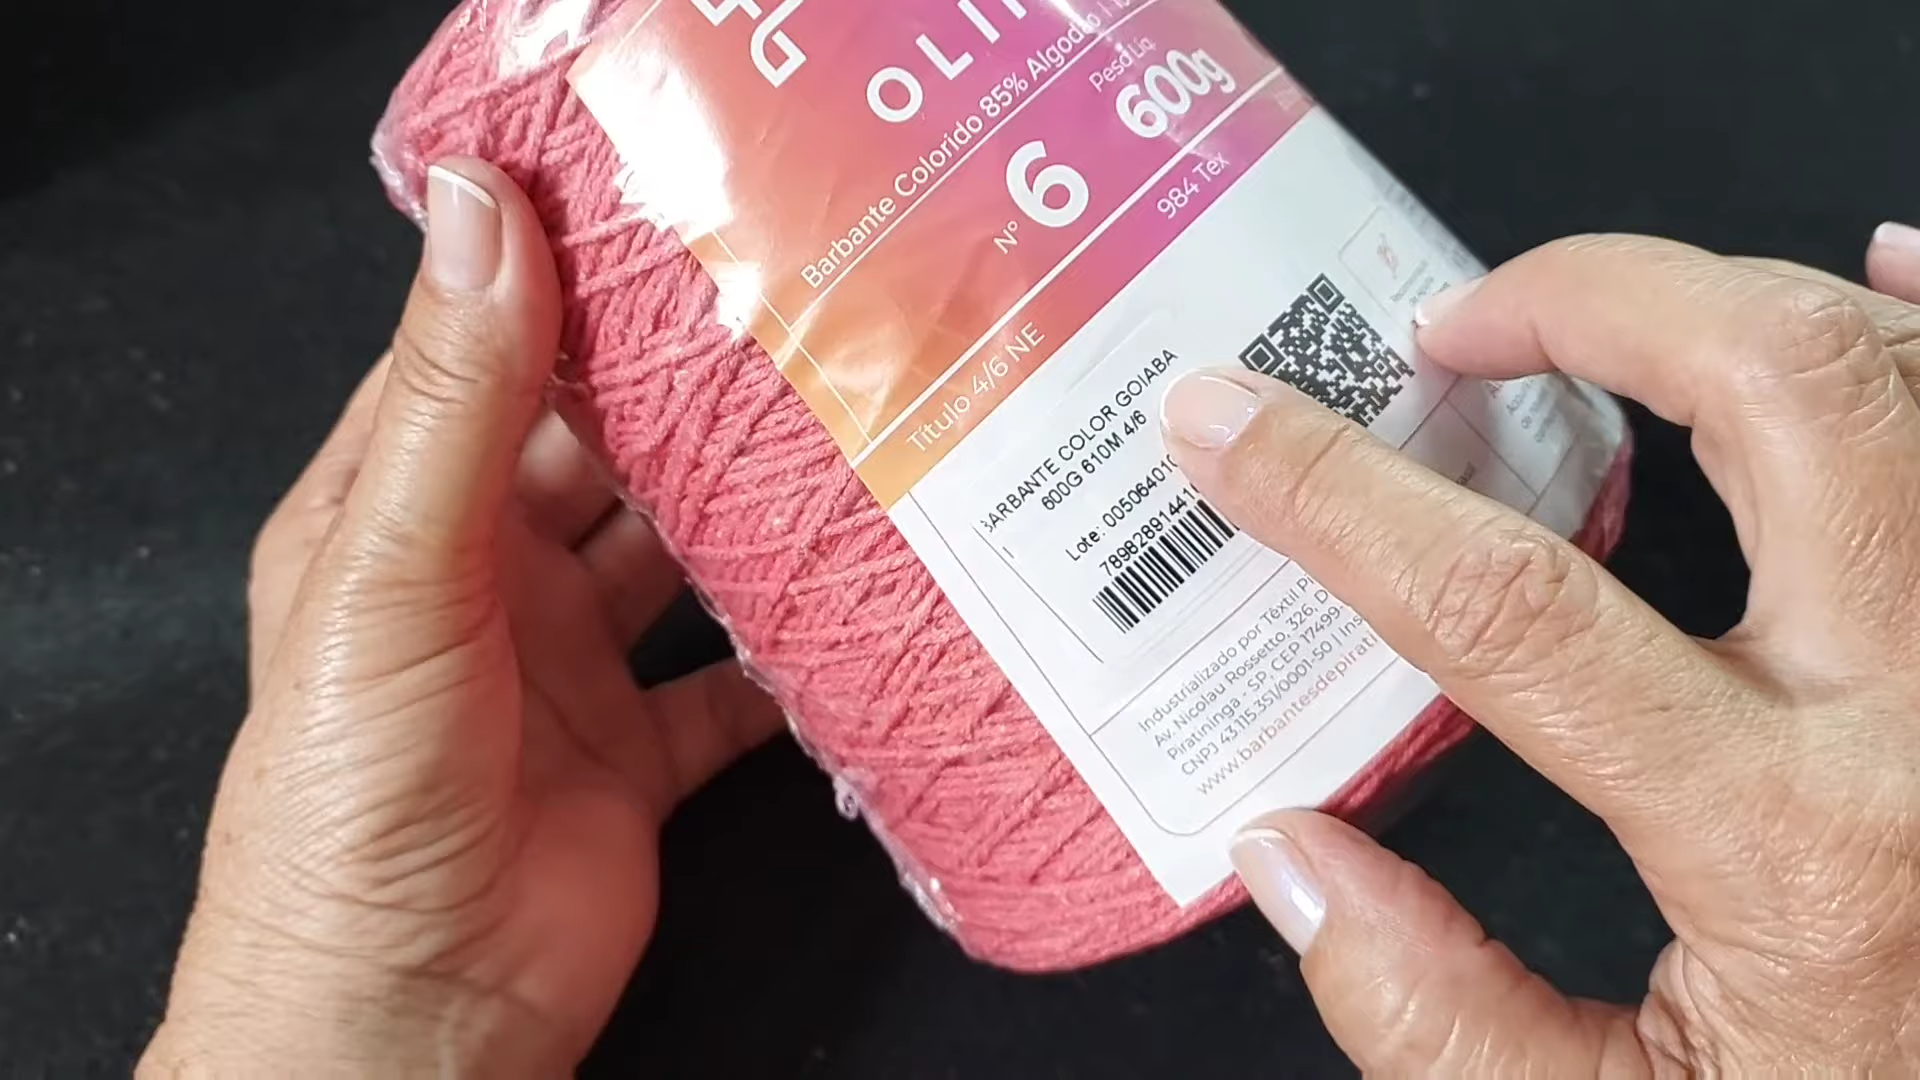 OLI
Barbante Colorido 85% Algodão
Peso Líq.
600g
Nº 6
984 Tex
Título 4/6 NE
BARBANTE COLOR GOIABA
600G 610M 4/6
Lote: 005064010
78982891441
Industrializado por Têxtil
Av. Nicolau Rossetto, 326,
Piratininga - SP, CEP 17499-
CNPJ 43.115.351/0001-50 | Ins
www.barbantesdepirati